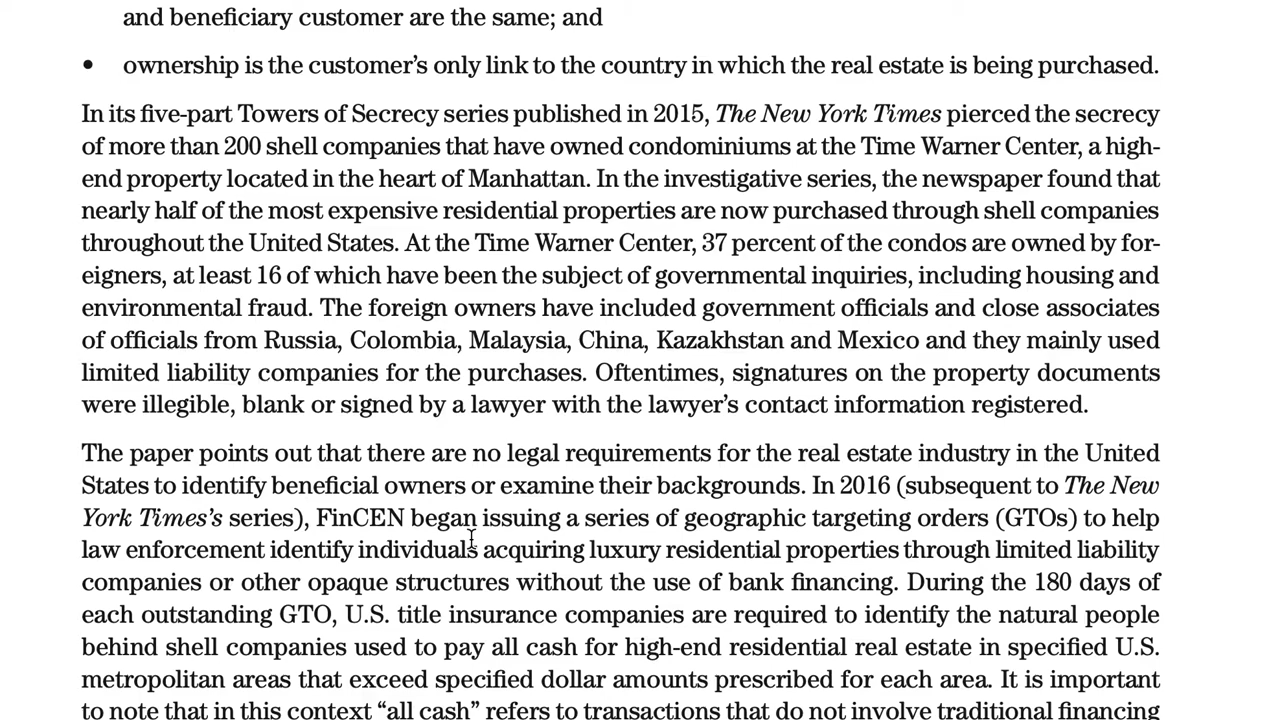 and beneficiary customer are the same; and
• ownership is the customer’s only link to the country in which the real estate is being purchased.
In its five-part Towers of Secrecy series published in 2015, The New York Times pierced the secrecy
of more than 200 shell companies that have owned condominiums at the Time Warner Center, a high-
end property located in the heart of Manhattan. In the investigative series, the newspaper found that
nearly half of the most expensive residential properties are now purchased through shell companies
throughout the United States. At the Time Warner Center, 37 percent of the condos are owned by for-
eigners, at least 16 of which have been the subject of governmental inquiries, including housing and
environmental fraud. The foreign owners have included government officials and close associates
of officials from Russia, Colombia, Malaysia, China, Kazakhstan and Mexico and they mainly used
limited liability companies for the purchases. Oftentimes, signatures on the property documents
were illegible, blank or signed by a lawyer with the lawyer’s contact information registered.
The paper points out that there are no legal requirements for the real estate industry in the United
States to identify beneficial owners or examine their backgrounds. In 2016 (subsequent to The New
York Times’s series), FinCEN began issuing a series of geographic targeting orders (GTOs) to help
law enforcement identify individuals acquiring luxury residential properties through limited liability
companies or other opaque structures without the use of bank financing. During the 180 days of
each outstanding GTO, U.S. title insurance companies are required to identify the natural people
behind shell companies used to pay all cash for high-end residential real estate in specified U.S.
metropolitan areas that exceed specified dollar amounts prescribed for each area. It is important
to note that in this context “all cash” refers to transactions that do not involve traditional financing